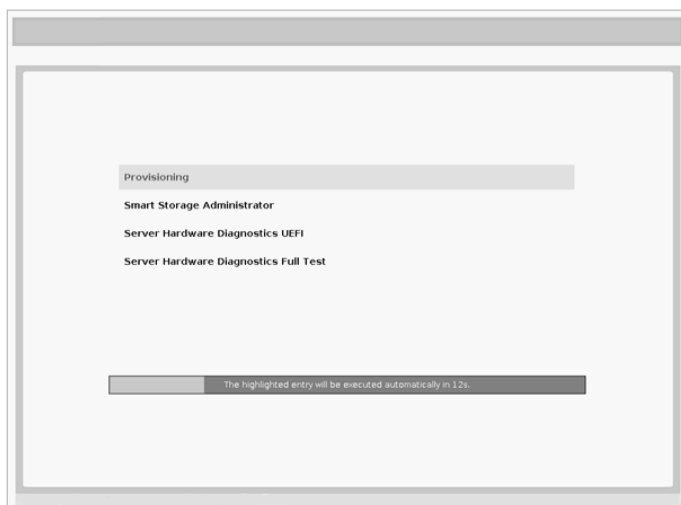 Provisioning
Smart Storage Administrator
Server Hardware Diagnostics UEFI
Server Hardware Diagnostics Full Test
The highlighted entry will be executed automatically in 12s.